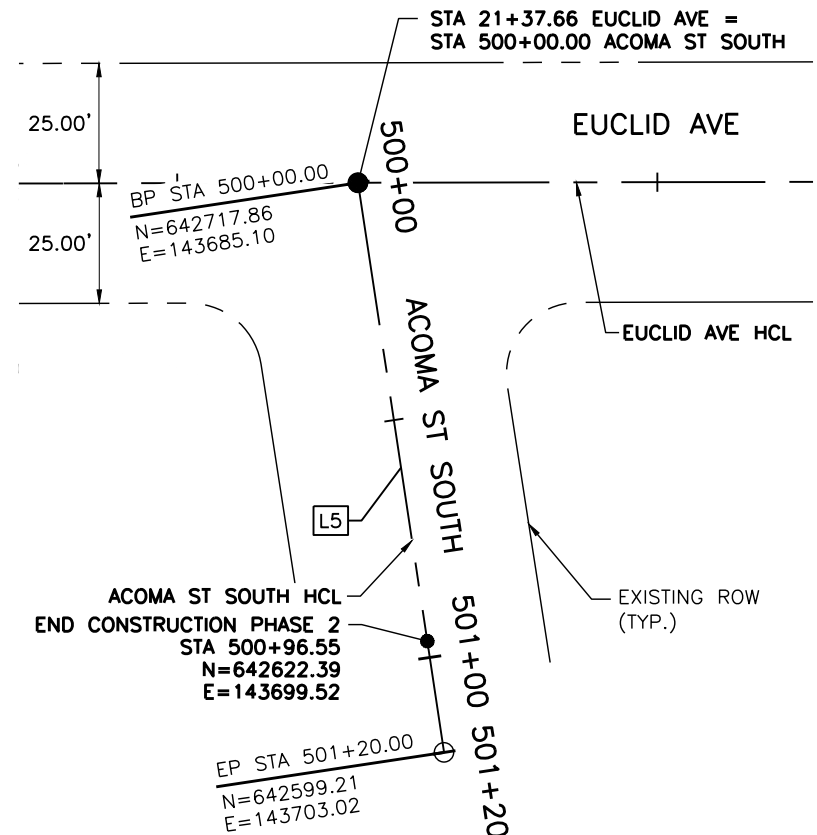 STA 21+37.66 EUCLID AVE =
STA 500+00.00 ACOMA ST SOUTH
25.00'
EUCLID AVE
500+00
BP STA 500+00.00
N=642717.86
E=143685.10
25.00'
EUCLID AVE HCL
ACOMA ST SOUTH
L5
ACOMA ST SOUTH HCL
END CONSTRUCTION PHASE 2
STA 500+96.55
N=642622.39
E=143699.52
EXISTING ROW
(TYP.)
501+00
501+20
EP STA 501+20.00
N=642599.21
E=143703.02